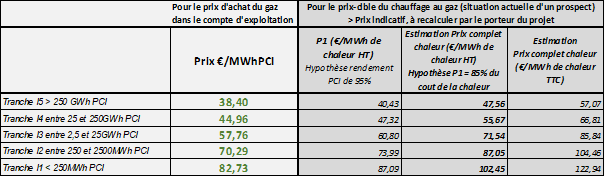 Pour le prix d'achat du gaz
dans le compte d'exploitation
Pour le prix-cible du chauffage au gaz (situation actuelle d'un prospect)
> Prix indicatif, à recalculer par le porteur du projet
Prix €/MWhPCI
P1 (€/MWh de
chaleur HT)
Hypothèse rendement
PCI de 95%
Estimation Prix complet
chaleur (€/MWh de
chaleur HT)
Hypothèse P1 = 85% du
cout de la chaleur
Estimation
Prix complet chaleur
(€/MWh de chaleur
TTC)
Tranche I5 > 250 GWh PCI 38,40 40,43 47,56 57,07
Tranche I4 entre 25 et 250GWh PCI 44,96 47,32 55,67 66,81
Tranche I3 entre 2,5 et 25GWh PCI 57,76 60,80 71,54 85,84
Tranche I2 entre 250 et 2500MWh PCI 70,29 73,99 87,05 104,46
Tranche I1 < 250MWh PCI 82,73 87,09 102,45 122,94